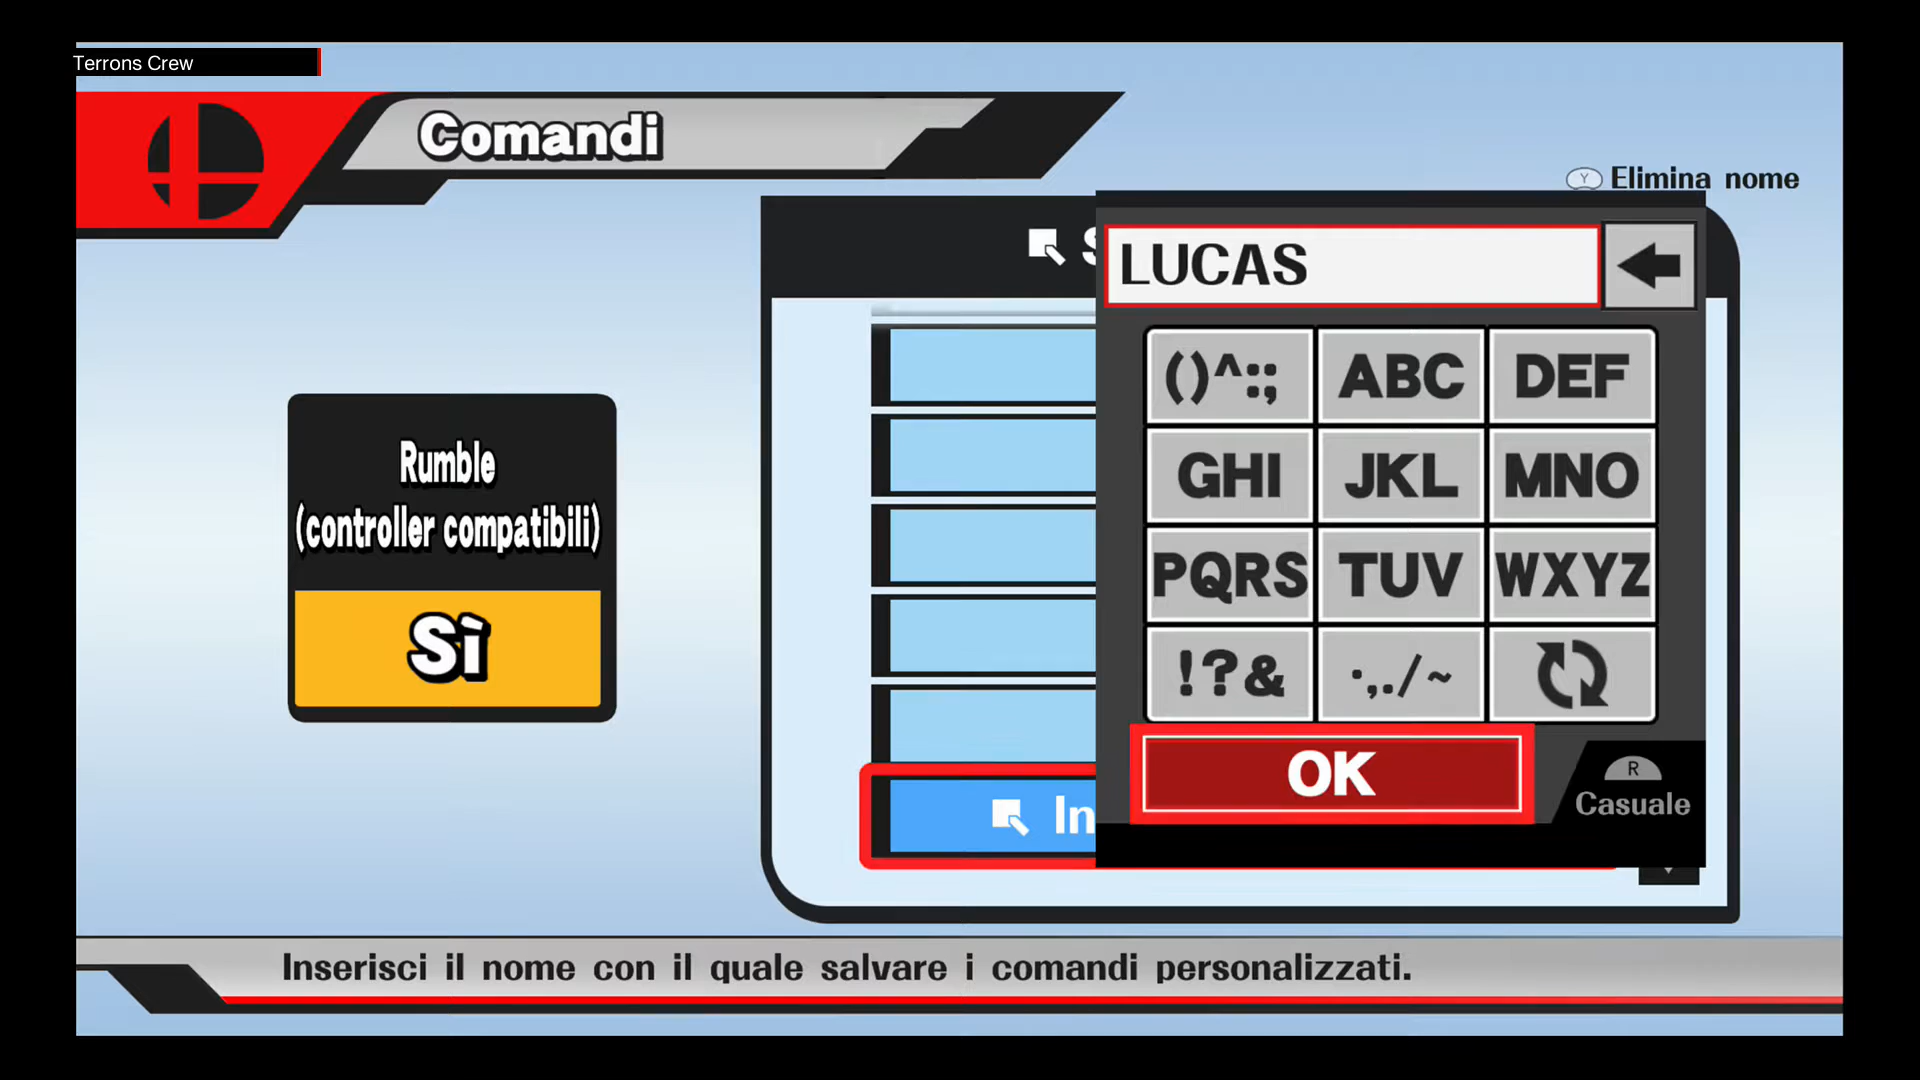 Terrons Crew
Comandi
Y Elimina nome
LUCAS
()^:; ABC DEF
GHI JKL MNO
PQRS TUV WXYZ
!?& ·,./~
OK
R
Casuale
Rumble
(controller compatibili)
Sì
Inserisci il nome con il quale salvare i comandi personalizzati.